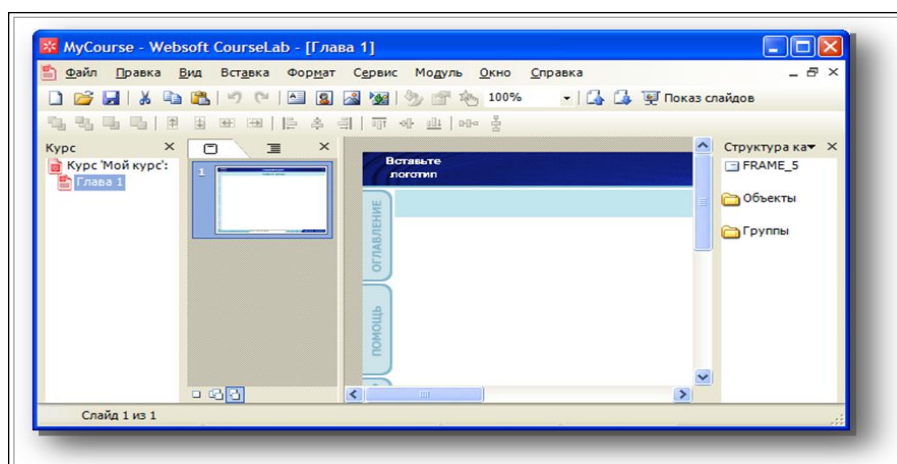 MyCourse - Websoft CourseLab - [Глава 1]
Файл Правка Вид Вставка Формат Сервис Модуль Окно Справка
100% Показ слайдов
Курс
Структура ка
Курс 'Мой курс':
Глава 1
1
Вставьте
логотип
ОГЛАВЛЕНИЕ
ПОМОЩЬ
FRAME_5
Объекты
Группы
Слайд 1 из 1